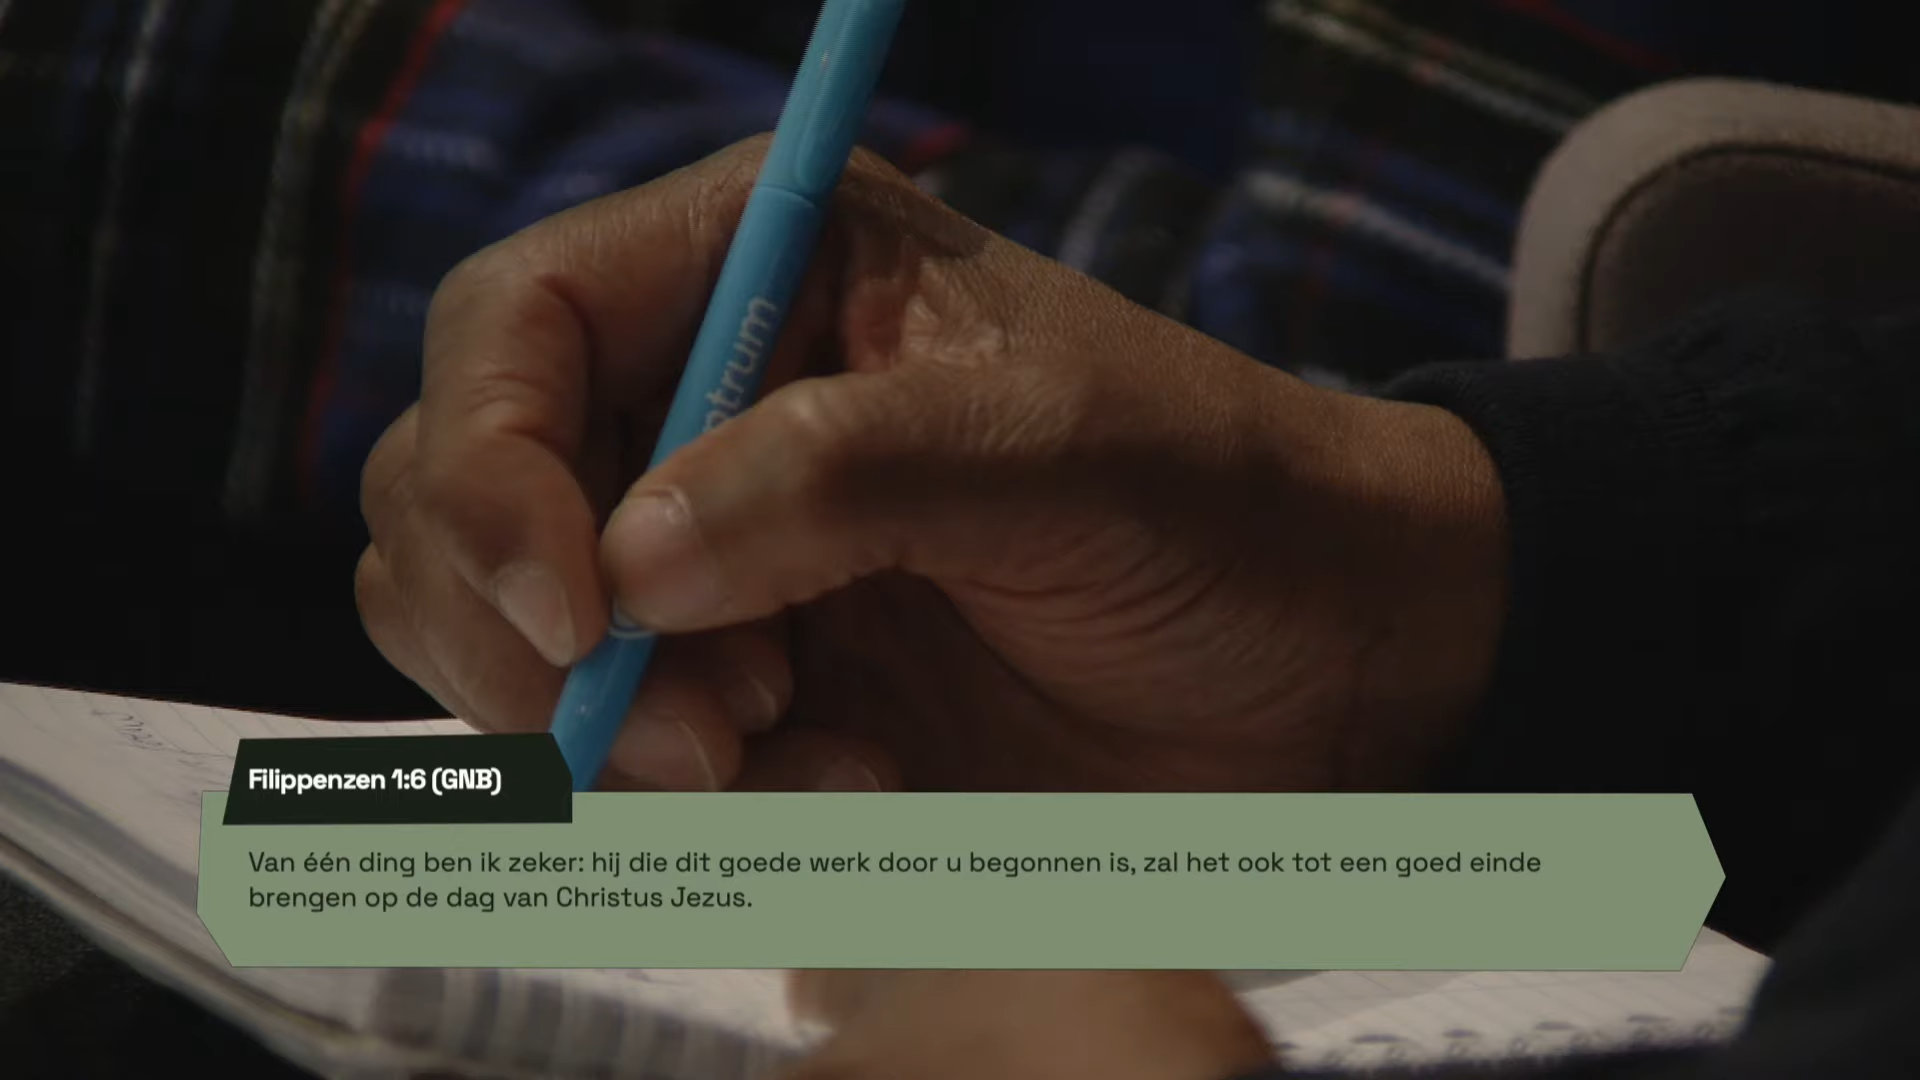 ntrum
Filippenzen 1:6 (GNB)
Van één ding ben ik zeker: hij die dit goede werk door u begonnen is, zal het ook tot een goed einde
brengen op de dag van Christus Jezus.